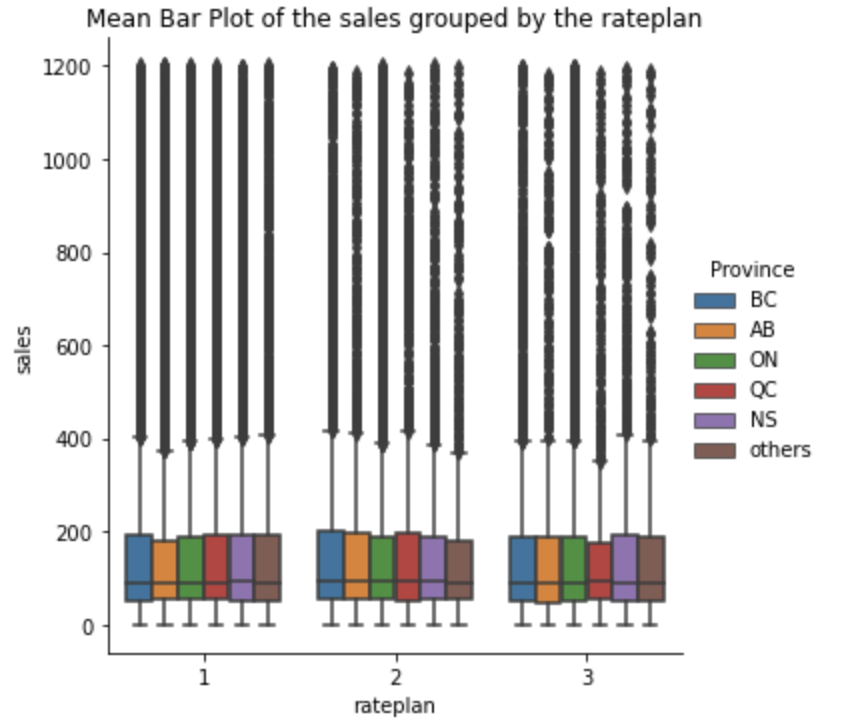 Mean Bar Plot of the sales grouped by the rateplan
1200
1000
800
600
400
200
0
sales
1 2 3
rateplan
Province
BC
AB
ON
QC
NS
others